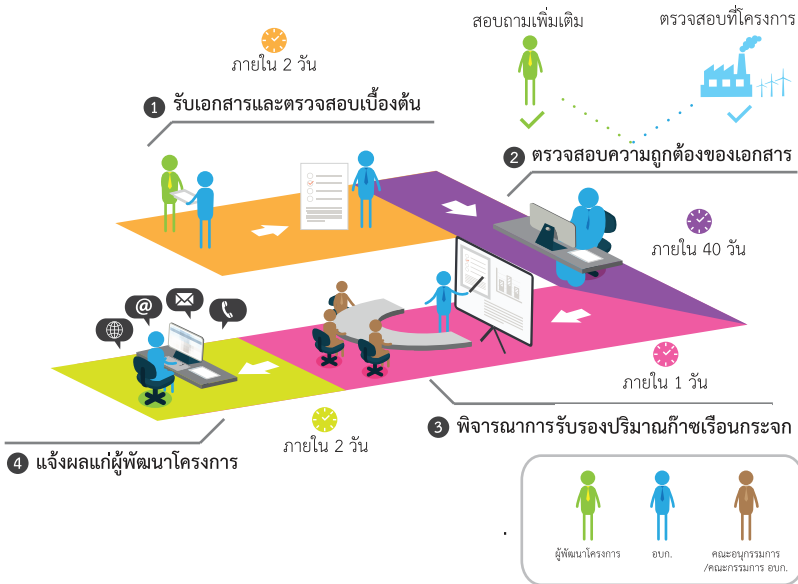 สอบถามเพิ่มเติม
ตรวจสอบที่โครงการ
ภายใน 2 วัน
1 รับเอกสารและตรวจสอบเบื้องต้น
2 ตรวจสอบความถูกต้องของเอกสาร
ภายใน 40 วัน
@
ภายใน 1 วัน
3 พิจารณาการรับรองปริมาณก๊าซเรือนกระจก
ภายใน 2 วัน
4 แจ้งผลแก่ผู้พัฒนาโครงการ
ผู้พัฒนาโครงการ
อบก.
คณะอนุกรรมการ
/คณะกรรมการ อบก.